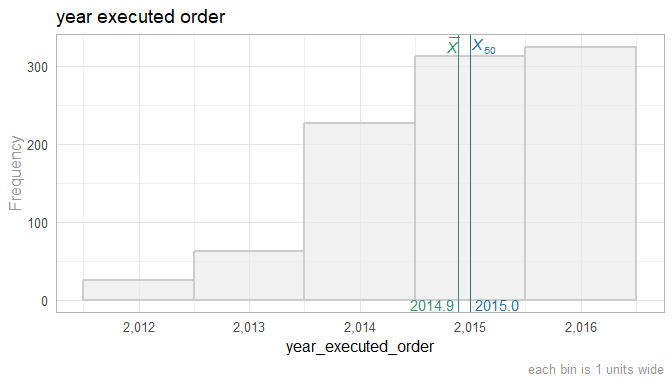 year executed order
X̅
X₅₀
300
200
100
0
Frequency
2014.9
2015.0
2,012
2,013
2,014
2,015
2,016
year_executed_order
each bin is 1 units wide